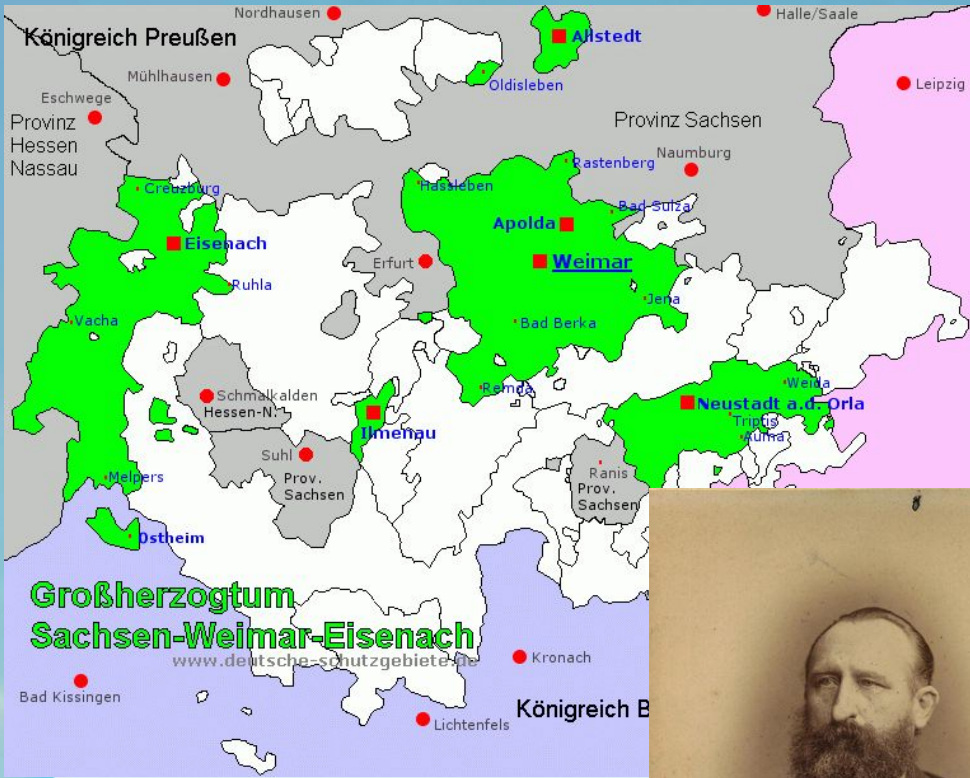 Nordhausen
Halle/Saale
Königreich Preußen
Allstedt
Mühlhausen
Oldisleben
Leipzig
Eschwege
Provinz
Hessen
Nassau
Provinz Sachsen
Naumburg
Rastenberg
Creuzburg
Hassleben
Bad Sulza
Apolda
Eisenach
Erfurt
Weimar
Ruhla
Jena
Vacha
Bad Berka
Remda
Weida
Schmalkalden
Hessen-N.
Neustadt a.d. Orla
Triptis
Auma
Ilmenau
Suhl
Prov.
Sachsen
Ranis
Prov.
Sachsen
Melpers
Ostheim
Großherzogtum
Sachsen-Weimar-Eisenach
www.deutsche-schutzgebiete.de
Kronach
Bad Kissingen
Königreich B
Lichtenfels